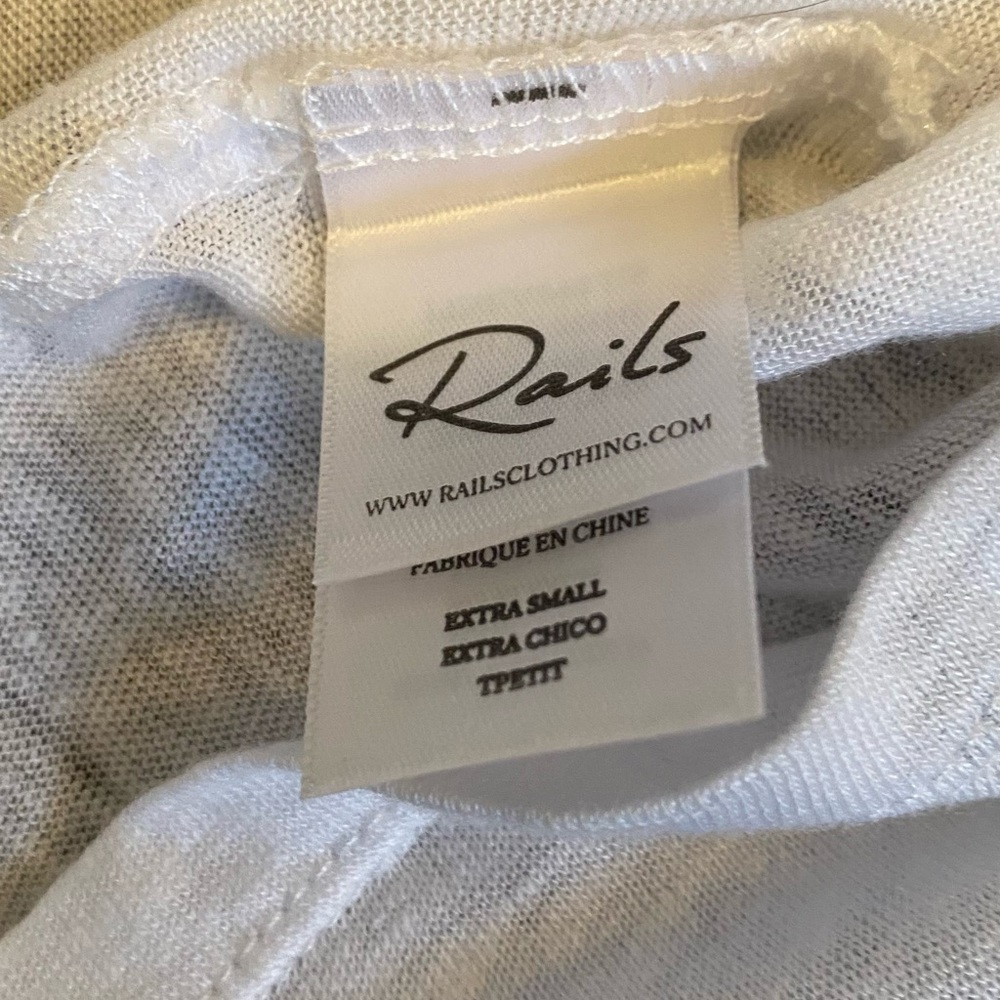 Rails
WWW RAILSCLOTHING.COM
FABRIQUE EN CHINE
EXTRA SMALL
EXTRA CHICO
TPETIT